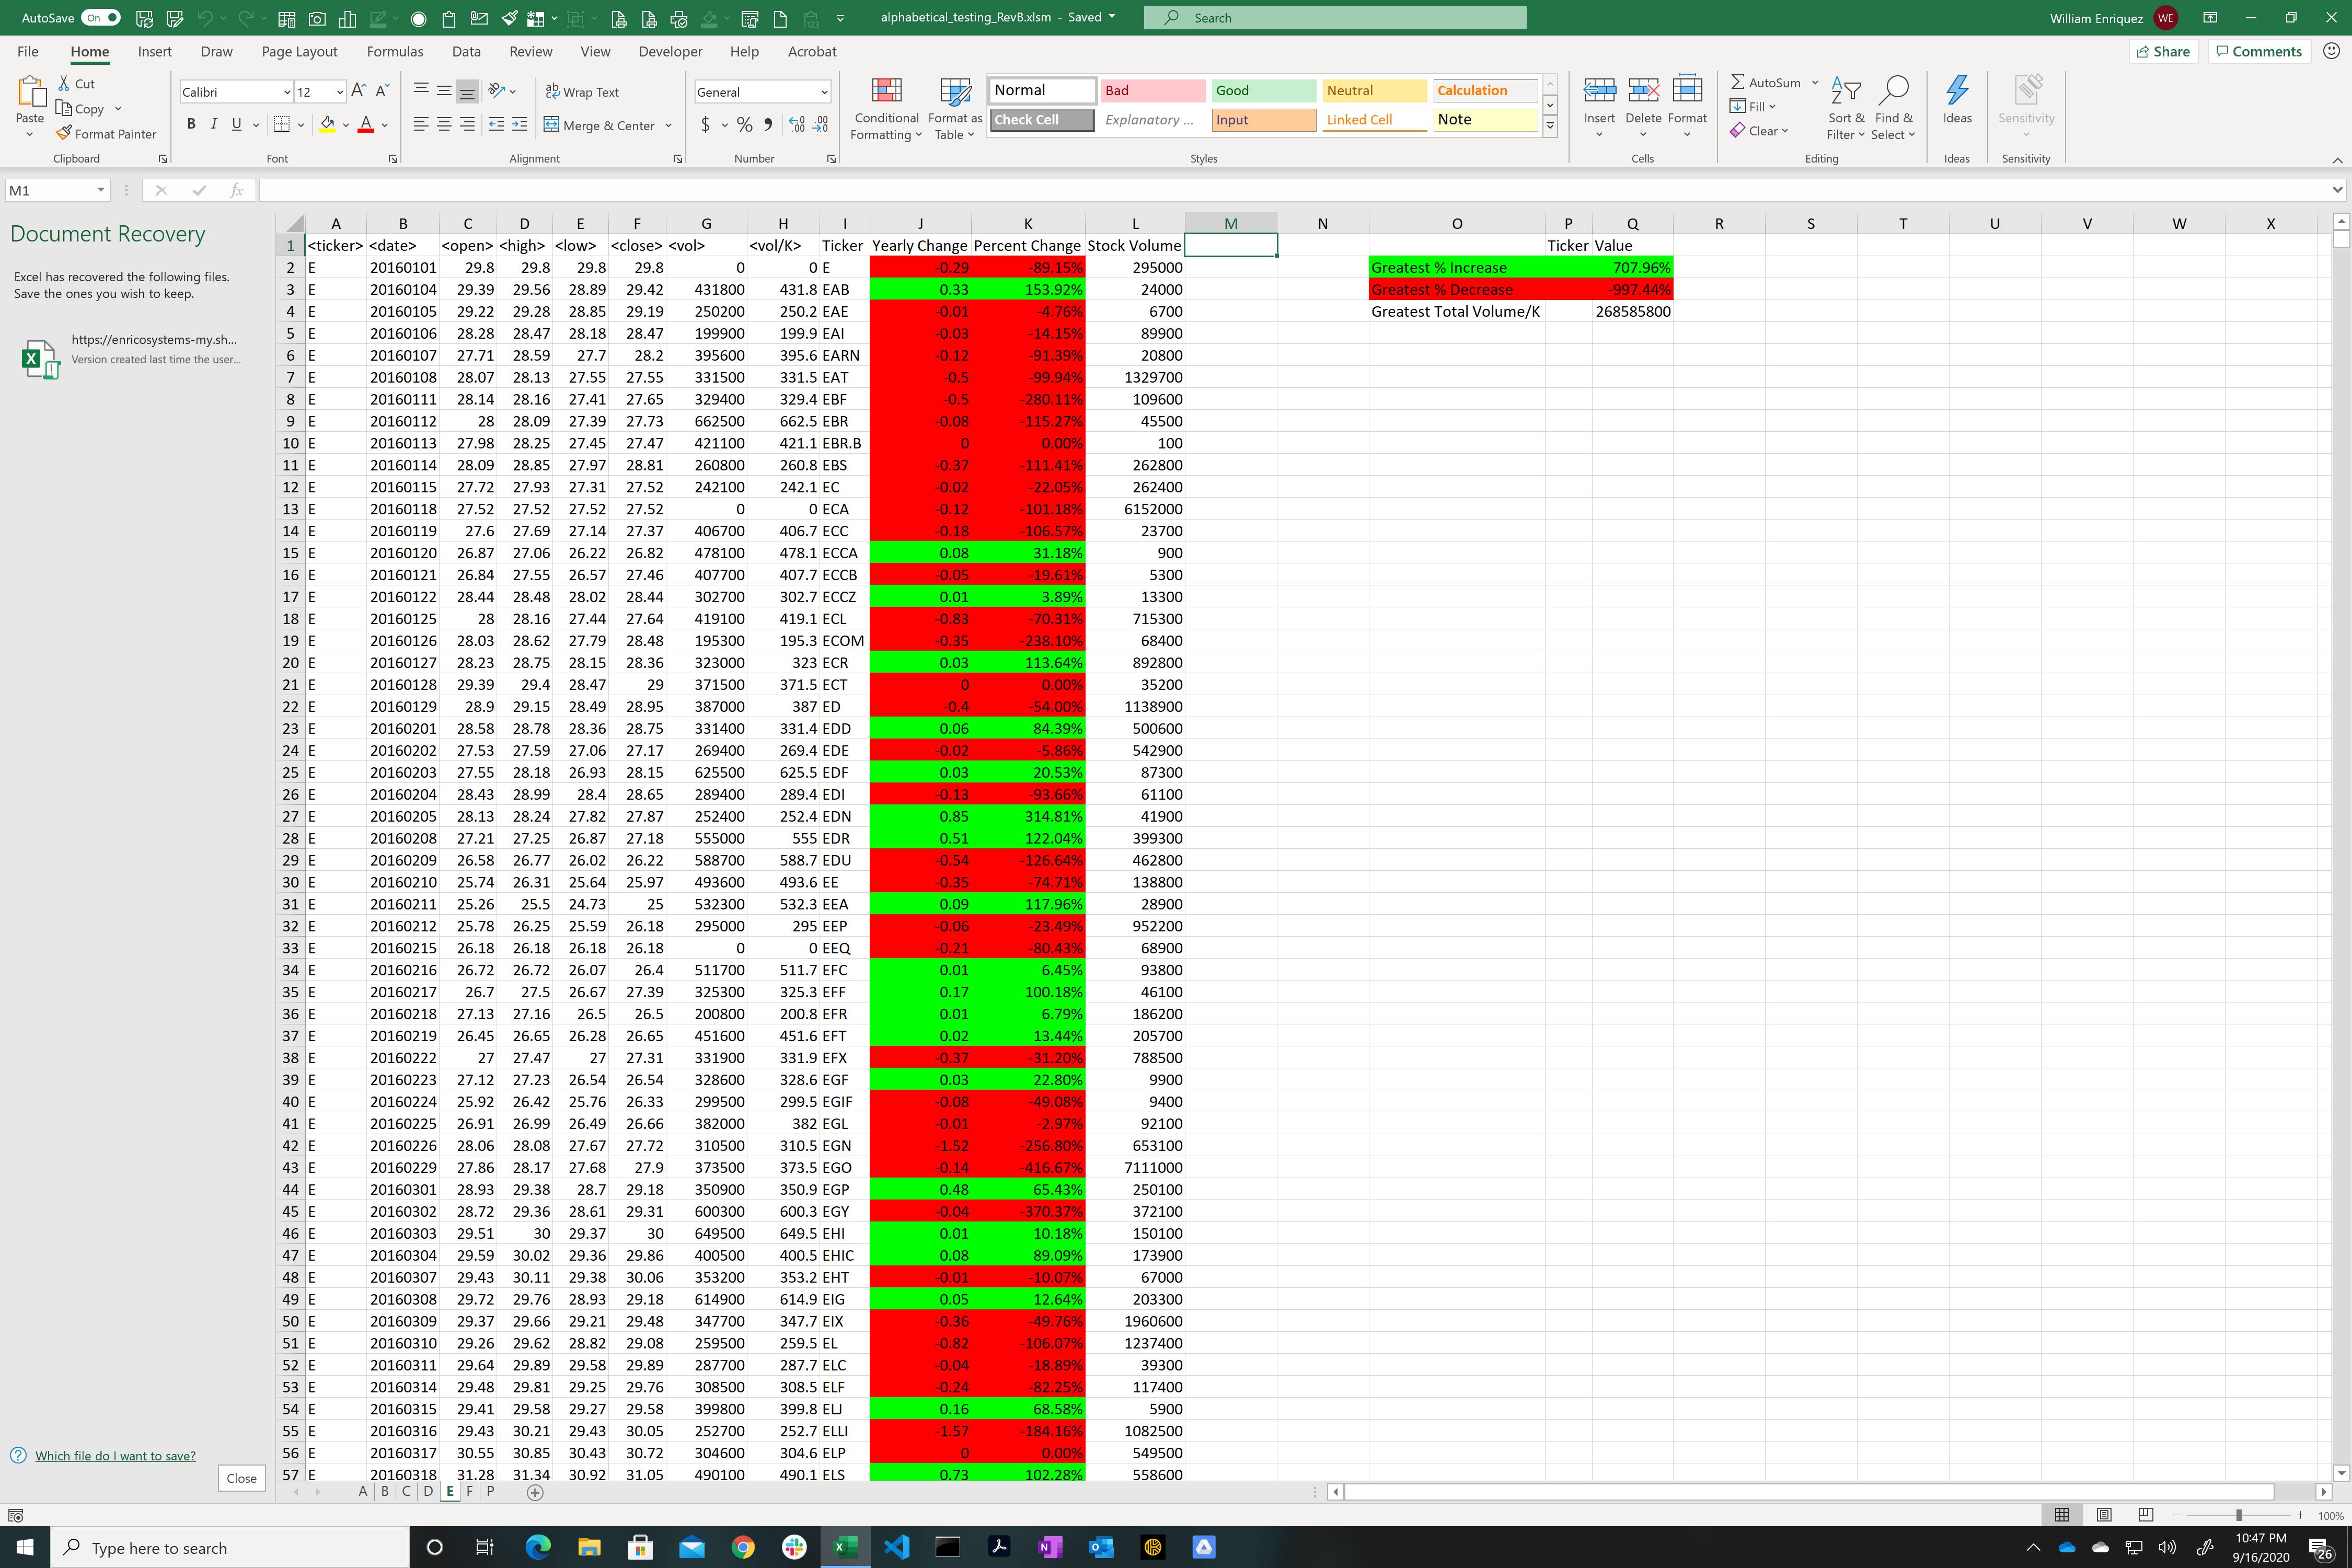 AutoSave On alphabetical_testing_RevB.xlsm - Saved Search William Enriquez WE
File Home Insert Draw Page Layout Formulas Data Review View Developer Help Acrobat Share Comments
Paste Cut Copy Format Painter Clipboard
Calibri 12 B I U Font
Wrap Text Merge & Center Alignment
General $ % Number
Conditional Formatting Format as Table
Normal Bad Good Neutral Calculation
Check Cell Explanatory ... Input Linked Cell Note
Styles
Insert Delete Format Cells
AutoSum Fill Clear Sort & Filter Find & Select Editing
Ideas Ideas
Sensitivity Sensitivity
M1 fx
Document Recovery
Excel has recovered the following files.
Save the ones you wish to keep.
https://enricosystems-my.sh...
Version created last time the user...
Which file do I want to save?
Close
A B C D E F G H I J K L M N O P Q R S T U V W X
1 <ticker> <date> <open> <high> <low> <close> <vol> <vol/K> Ticker Yearly Change Percent Change Stock Volume Ticker Value
2 E 20160101 29.8 29.8 29.8 29.8 0 0 E -0.29 -89.15% 295000 Greatest % Increase 707.96%
3 E 20160104 29.39 29.56 28.89 29.42 431800 431.8 EAB 0.33 153.92% 24000 Greatest % Decrease -997.44%
4 E 20160105 29.22 29.28 28.85 29.19 250200 250.2 EAE -0.01 -4.76% 6700 Greatest Total Volume/K 268585800
5 E 20160106 28.28 28.47 28.18 28.47 199900 199.9 EAI -0.03 -14.15% 89900
6 E 20160107 27.71 28.59 27.7 28.2 395600 395.6 EARN -0.12 -91.39% 20800
7 E 20160108 28.07 28.13 27.55 27.55 331500 331.5 EAT -0.5 -99.94% 1329700
8 E 20160111 28.14 28.16 27.41 27.65 329400 329.4 EBF -0.5 -280.11% 109600
9 E 20160112 28 28.09 27.39 27.73 662500 662.5 EBR -0.08 -115.27% 45500
10 E 20160113 27.98 28.25 27.45 27.47 421100 421.1 EBR.B 0 0.00% 100
11 E 20160114 28.09 28.85 27.97 28.81 260800 260.8 EBS -0.37 -111.41% 262800
12 E 20160115 27.72 27.93 27.31 27.52 242100 242.1 EC -0.02 -22.05% 262400
13 E 20160118 27.52 27.52 27.52 27.52 0 0 ECA -0.12 -101.18% 6152000
14 E 20160119 27.6 27.69 27.14 27.37 406700 406.7 ECC -0.18 -106.57% 23700
15 E 20160120 26.87 27.06 26.22 26.82 478100 478.1 ECCA 0.08 31.18% 900
16 E 20160121 26.84 27.55 26.57 27.46 407700 407.7 ECCB -0.05 -19.61% 5300
17 E 20160122 28.44 28.48 28.02 28.44 302700 302.7 ECCZ 0.01 3.89% 13300
18 E 20160125 28 28.16 27.44 27.64 419100 419.1 ECL -0.83 -70.31% 715300
19 E 20160126 28.03 28.62 27.79 28.48 195300 195.3 ECOM -0.35 -238.10% 68400
20 E 20160127 28.23 28.75 28.15 28.36 323000 323 ECR 0.03 113.64% 892800
21 E 20160128 29.39 29.4 28.47 29 371500 371.5 ECT 0 0.00% 35200
22 E 20160129 28.9 29.15 28.49 28.95 387000 387 ED -0.4 -54.00% 1138900
23 E 20160201 28.58 28.78 28.36 28.75 331400 331.4 EDD 0.06 84.39% 500600
24 E 20160202 27.53 27.59 27.06 27.17 269400 269.4 EDE -0.02 -5.86% 542900
25 E 20160203 27.55 28.18 26.93 28.15 625500 625.5 EDF 0.03 20.53% 87300
26 E 20160204 28.43 28.99 28.4 28.65 289400 289.4 EDI -0.13 -93.66% 61100
27 E 20160205 28.13 28.24 27.82 27.87 252400 252.4 EDN 0.85 314.81% 41900
28 E 20160208 27.21 27.25 26.87 27.18 555000 555 EDR 0.51 122.04% 399300
29 E 20160209 26.58 26.77 26.02 26.22 588700 588.7 EDU -0.54 -126.64% 462800
30 E 20160210 25.74 26.31 25.64 25.97 493600 493.6 EE -0.35 -74.71% 138800
31 E 20160211 25.26 25.5 24.73 25 532300 532.3 EEA 0.09 117.96% 28900
32 E 20160212 25.78 26.25 25.59 26.18 295000 295 EEP -0.06 -23.49% 952200
33 E 20160215 26.18 26.18 26.18 26.18 0 0 EEQ -0.21 -80.43% 68900
34 E 20160216 26.72 26.72 26.07 26.4 511700 511.7 EFC 0.01 6.45% 93800
35 E 20160217 26.7 27.5 26.67 27.39 325300 325.3 EFF 0.17 100.18% 46100
36 E 20160218 27.13 27.16 26.5 26.5 200800 200.8 EFR 0.01 6.79% 186200
37 E 20160219 26.45 26.65 26.28 26.65 451600 451.6 EFT 0.02 13.44% 205700
38 E 20160222 27 27.47 27 27.31 331900 331.9 EFX -0.37 -31.20% 788500
39 E 20160223 27.12 27.23 26.54 26.54 328600 328.6 EGF 0.03 22.80% 9900
40 E 20160224 25.92 26.42 25.76 26.33 299500 299.5 EGIF -0.08 -49.08% 9400
41 E 20160225 26.91 26.99 26.49 26.66 382000 382 EGL -0.01 -2.97% 92100
42 E 20160226 28.06 28.08 27.67 27.72 310500 310.5 EGN -1.52 -256.80% 653100
43 E 20160229 27.86 28.17 27.68 27.9 373500 373.5 EGO -0.14 -416.67% 7111000
44 E 20160301 28.93 29.38 28.7 29.18 350900 350.9 EGP 0.48 65.43% 250100
45 E 20160302 28.72 29.36 28.61 29.31 600300 600.3 EGY -0.04 -370.37% 372100
46 E 20160303 29.51 30 29.37 30 649500 649.5 EHI 0.01 10.18% 150100
47 E 20160304 29.59 30.02 29.36 29.86 400500 400.5 EHIC 0.08 89.09% 173900
48 E 20160307 29.43 30.11 29.38 30.06 353200 353.2 EHT -0.01 -10.07% 67000
49 E 20160308 29.72 29.76 28.93 29.18 614900 614.9 EIG 0.05 12.64% 203300
50 E 20160309 29.37 29.66 29.21 29.48 347700 347.7 EIX -0.36 -49.76% 1960600
51 E 20160310 29.26 29.62 28.82 29.08 259500 259.5 EL -0.82 -106.07% 1237400
52 E 20160311 29.64 29.89 29.58 29.89 287700 287.7 ELC -0.04 -18.89% 39300
53 E 20160314 29.48 29.81 29.25 29.76 308500 308.5 ELF -0.24 -82.25% 117400
54 E 20160315 29.41 29.58 29.27 29.58 399800 399.8 ELJ 0.16 68.58% 5900
55 E 20160316 29.43 30.21 29.43 30.05 252700 252.7 ELLI -1.57 -184.16% 1082500
56 E 20160317 30.55 30.85 30.43 30.72 304600 304.6 ELP 0 0.00% 549500
57 E 20160318 31.28 31.34 30.92 31.05 490100 490.1 ELS 0.73 102.28% 558600
A B C D E F P
100%
Type here to search
10:47 PM
9/16/2020
26